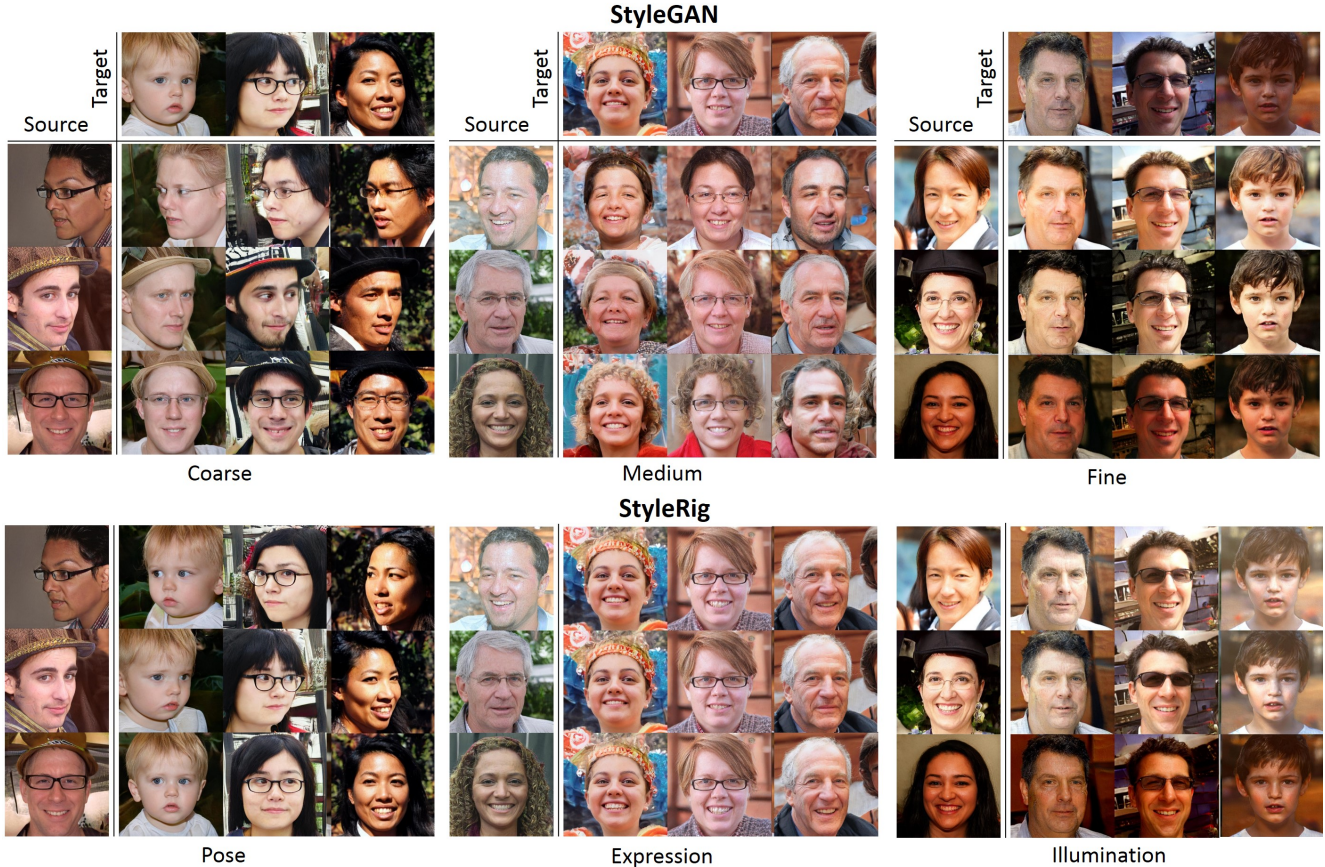 StyleGAN
Target
Source
Target
Source
Target
Source
Coarse
Medium
Fine
StyleRig
Pose
Expression
Illumination